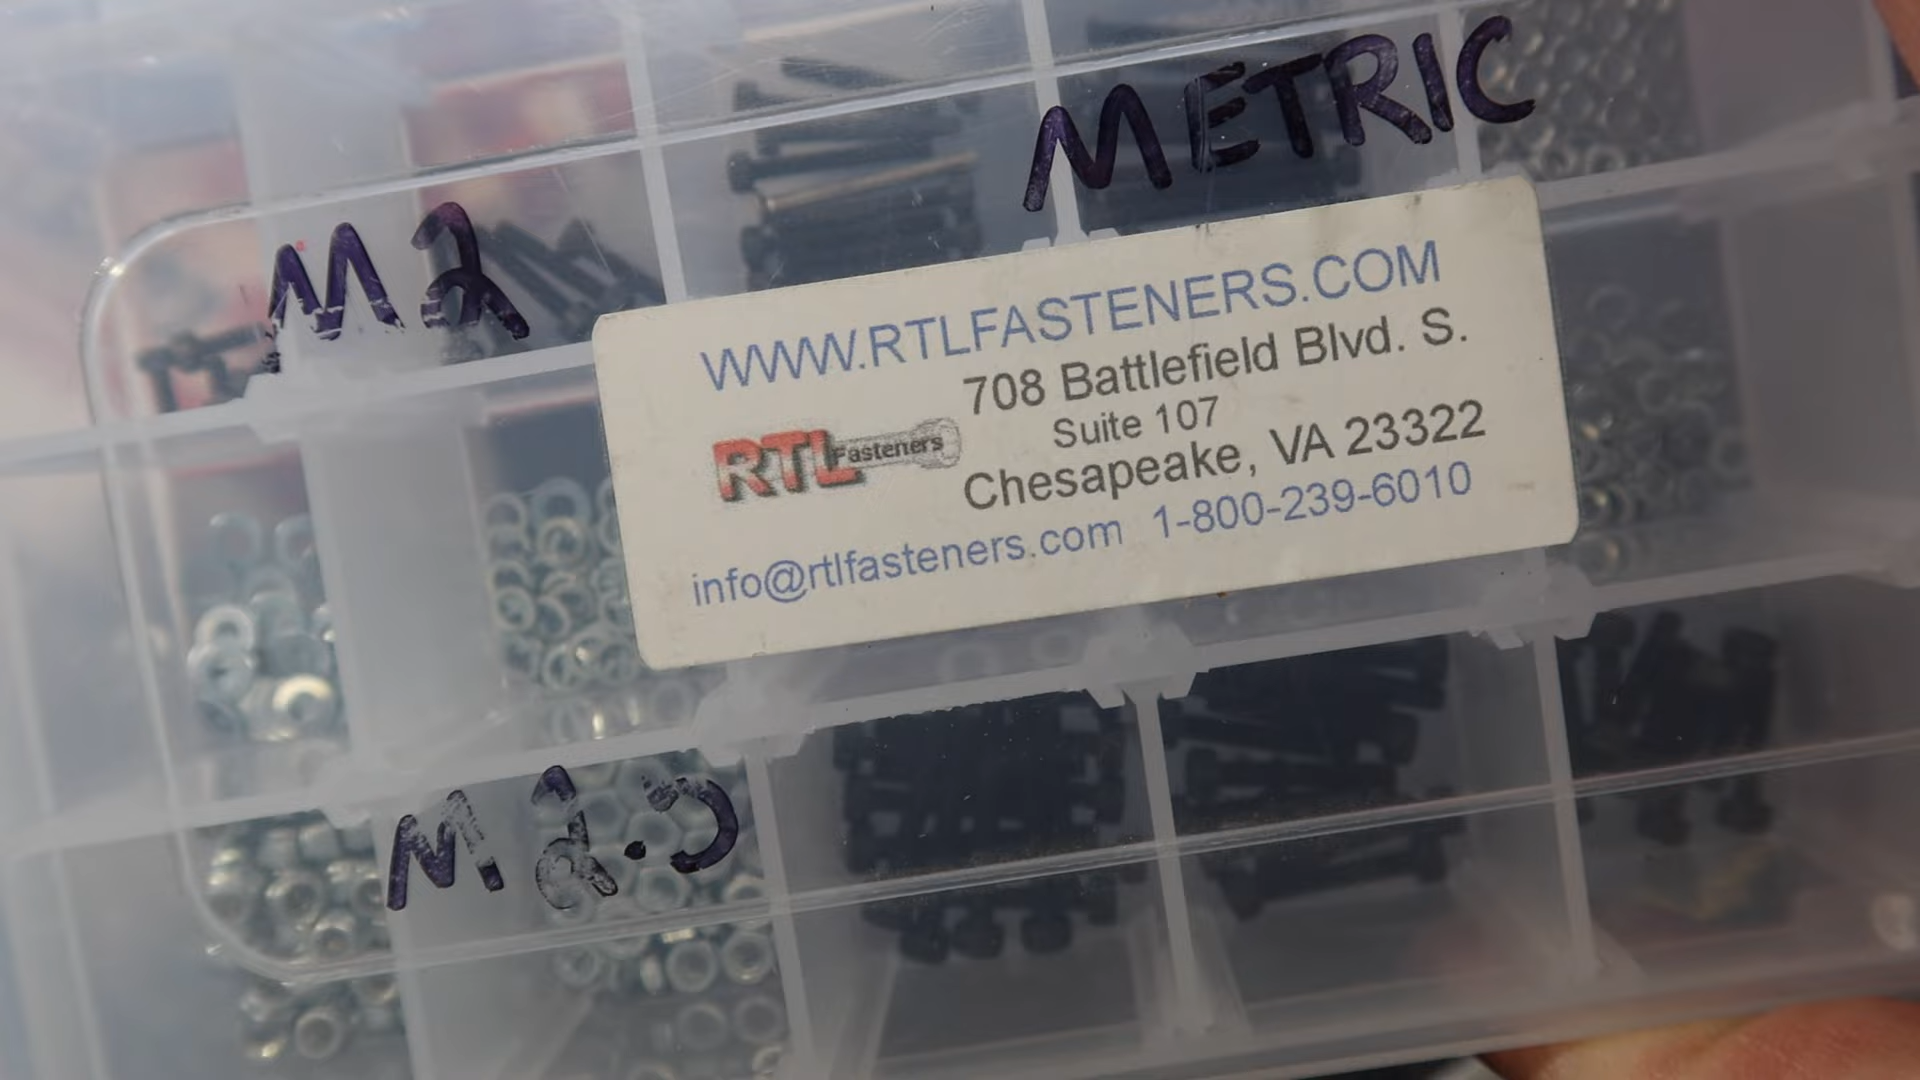 METRIC
M2
WWW.RTLFASTENERS.COM
708 Battlefield Blvd. S.
Suite 107
RTL Fasteners
Chesapeake, VA 23322
info@rtlfasteners.com 1-800-239-6010
M2.5